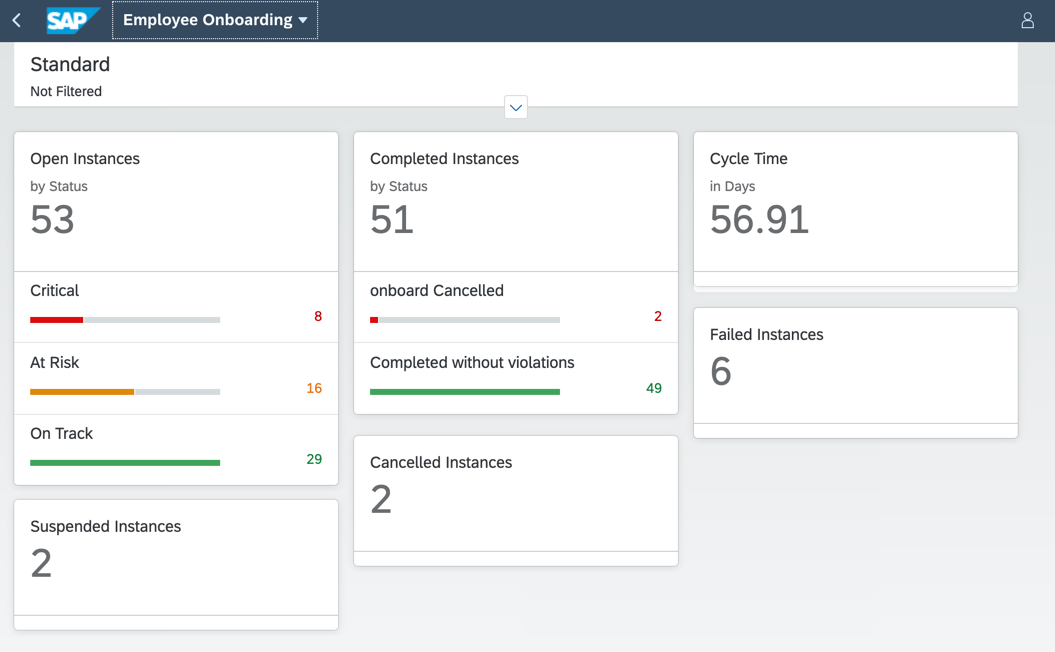 SAP
Employee Onboarding
Standard
Not Filtered
Open Instances
by Status
53
Critical
8
At Risk
16
On Track
29
Suspended Instances
2
Completed Instances
by Status
51
onboard Cancelled
2
Completed without violations
49
Cancelled Instances
2
Cycle Time
in Days
56.91
Failed Instances
6